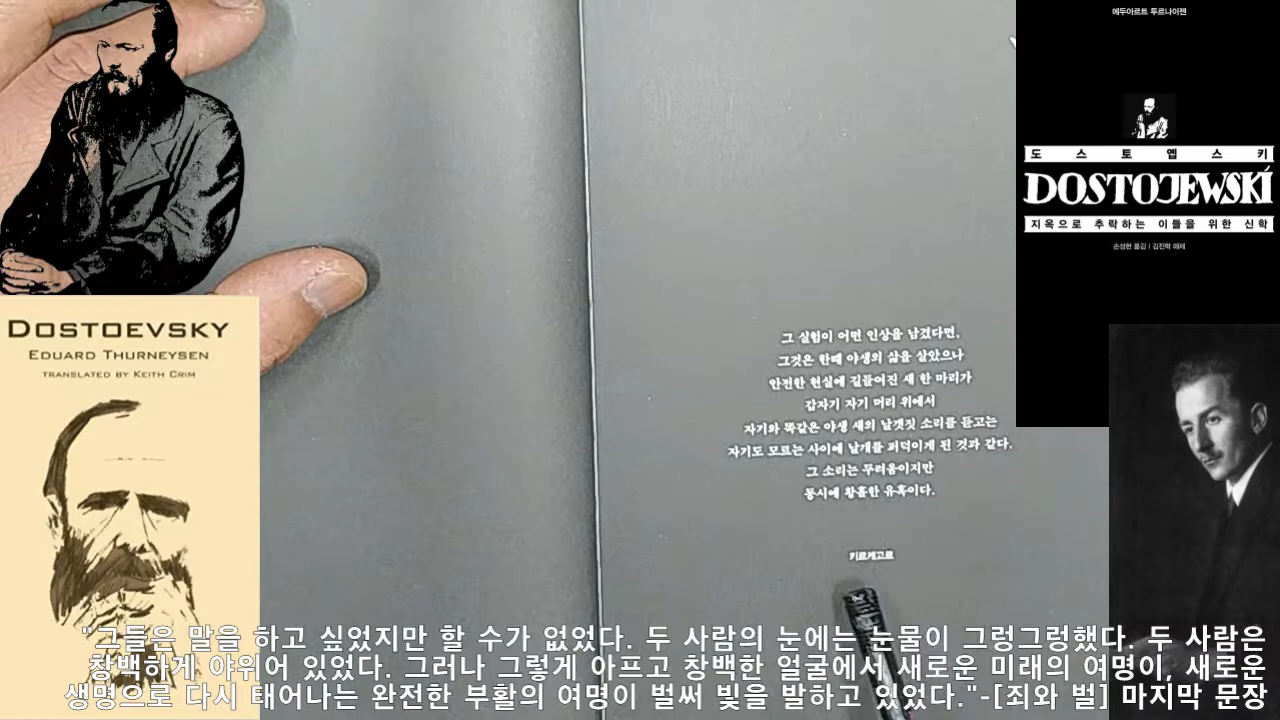 에두아르트 투르나이젠
도 스 토 옙 스 키
DOSTOJEWSKI
지옥으로 추락하는 이들을 위한 신학
손성현 옮김 | 김진혁 해제
DOSTOEVSKY
EDUARD THURNEYSEN
TRANSLATED BY KEITH CRIM
그 실험이 어떤 인상을 남겼다면,
그것은 한때 야생의 삶을 살았으나
안전한 현실에 길들여진 새 한 마리가
갑자기 자기 머리 위에서
자기와 똑같은 야생 새의 날갯짓 소리를 듣고는
자기도 모르는 사이에 날개를 퍼덕이게 된 것과 같다.
그 소리는 두려움이지만
동시에 황홀한 유혹이다.
키르케고르
"그들은 말을 하고 싶었지만 할 수가 없었다. 두 사람의 눈에는 눈물이 그렁그렁했다. 두 사람은
창백하게 야위어 있었다. 그러나 그렇게 아프고 창백한 얼굴에서 새로운 미래의 여명이, 새로운
생명으로 다시 태어나는 완전한 부활의 여명이 벌써 빛을 발하고 있었다."-[죄와 벌] 마지막 문장